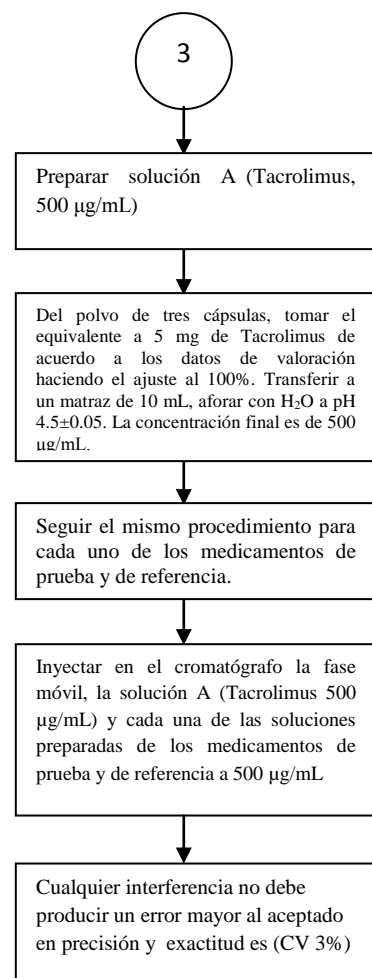 3
Preparar solución A (Tacrolimus,
500 µg/mL)
Del polvo de tres cápsulas, tomar el
equivalente a 5 mg de Tacrolimus de
acuerdo a los datos de valoración
haciendo el ajuste al 100%. Transferir a
un matraz de 10 mL, aforar con H₂O a pH
4.5±0.05. La concentración final es de 500
µg/mL.
Seguir el mismo procedimiento para
cada uno de los medicamentos de
prueba y de referencia.
Inyectar en el cromatógrafo la fase
móvil, la solución A (Tacrolimus 500
µg/mL) y cada una de las soluciones
preparadas de los medicamentos de
prueba y de referencia a 500 µg/mL
Cualquier interferencia no debe
producir un error mayor al aceptado
en precisión y exactitud es (CV 3%)